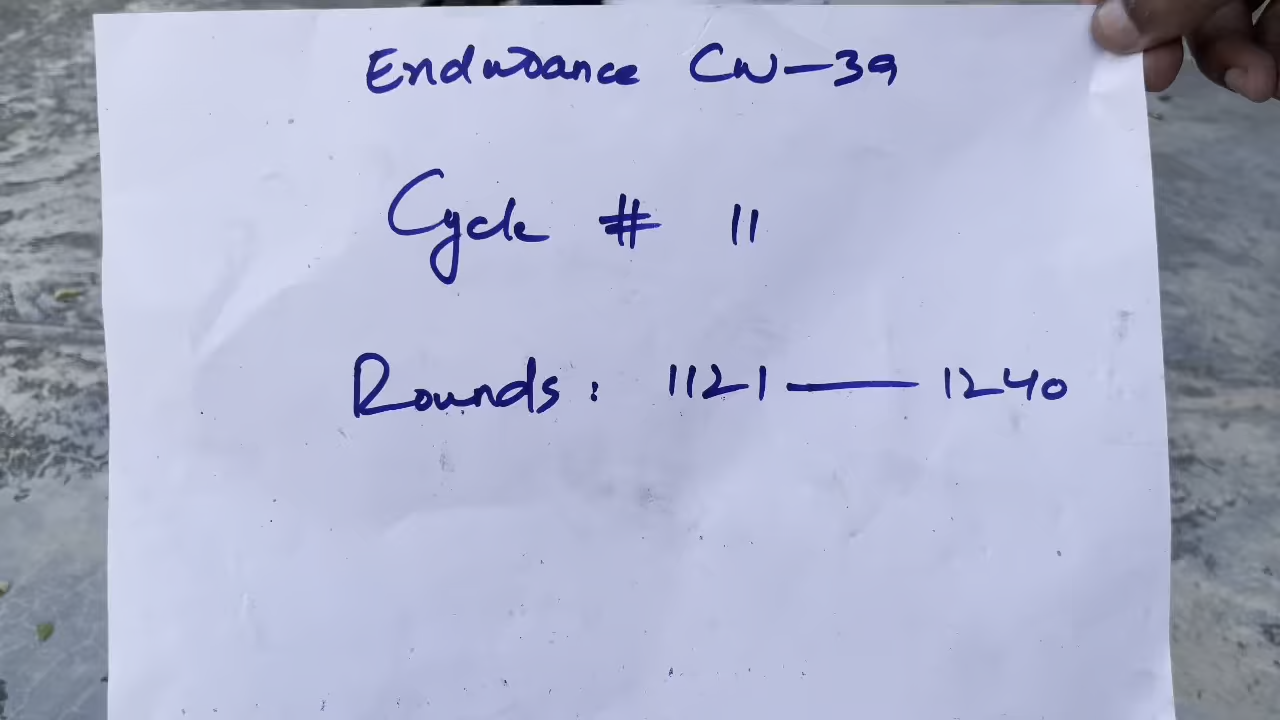 Endurance CW-39
Cycle # 11
Rounds: 1121 — 1240